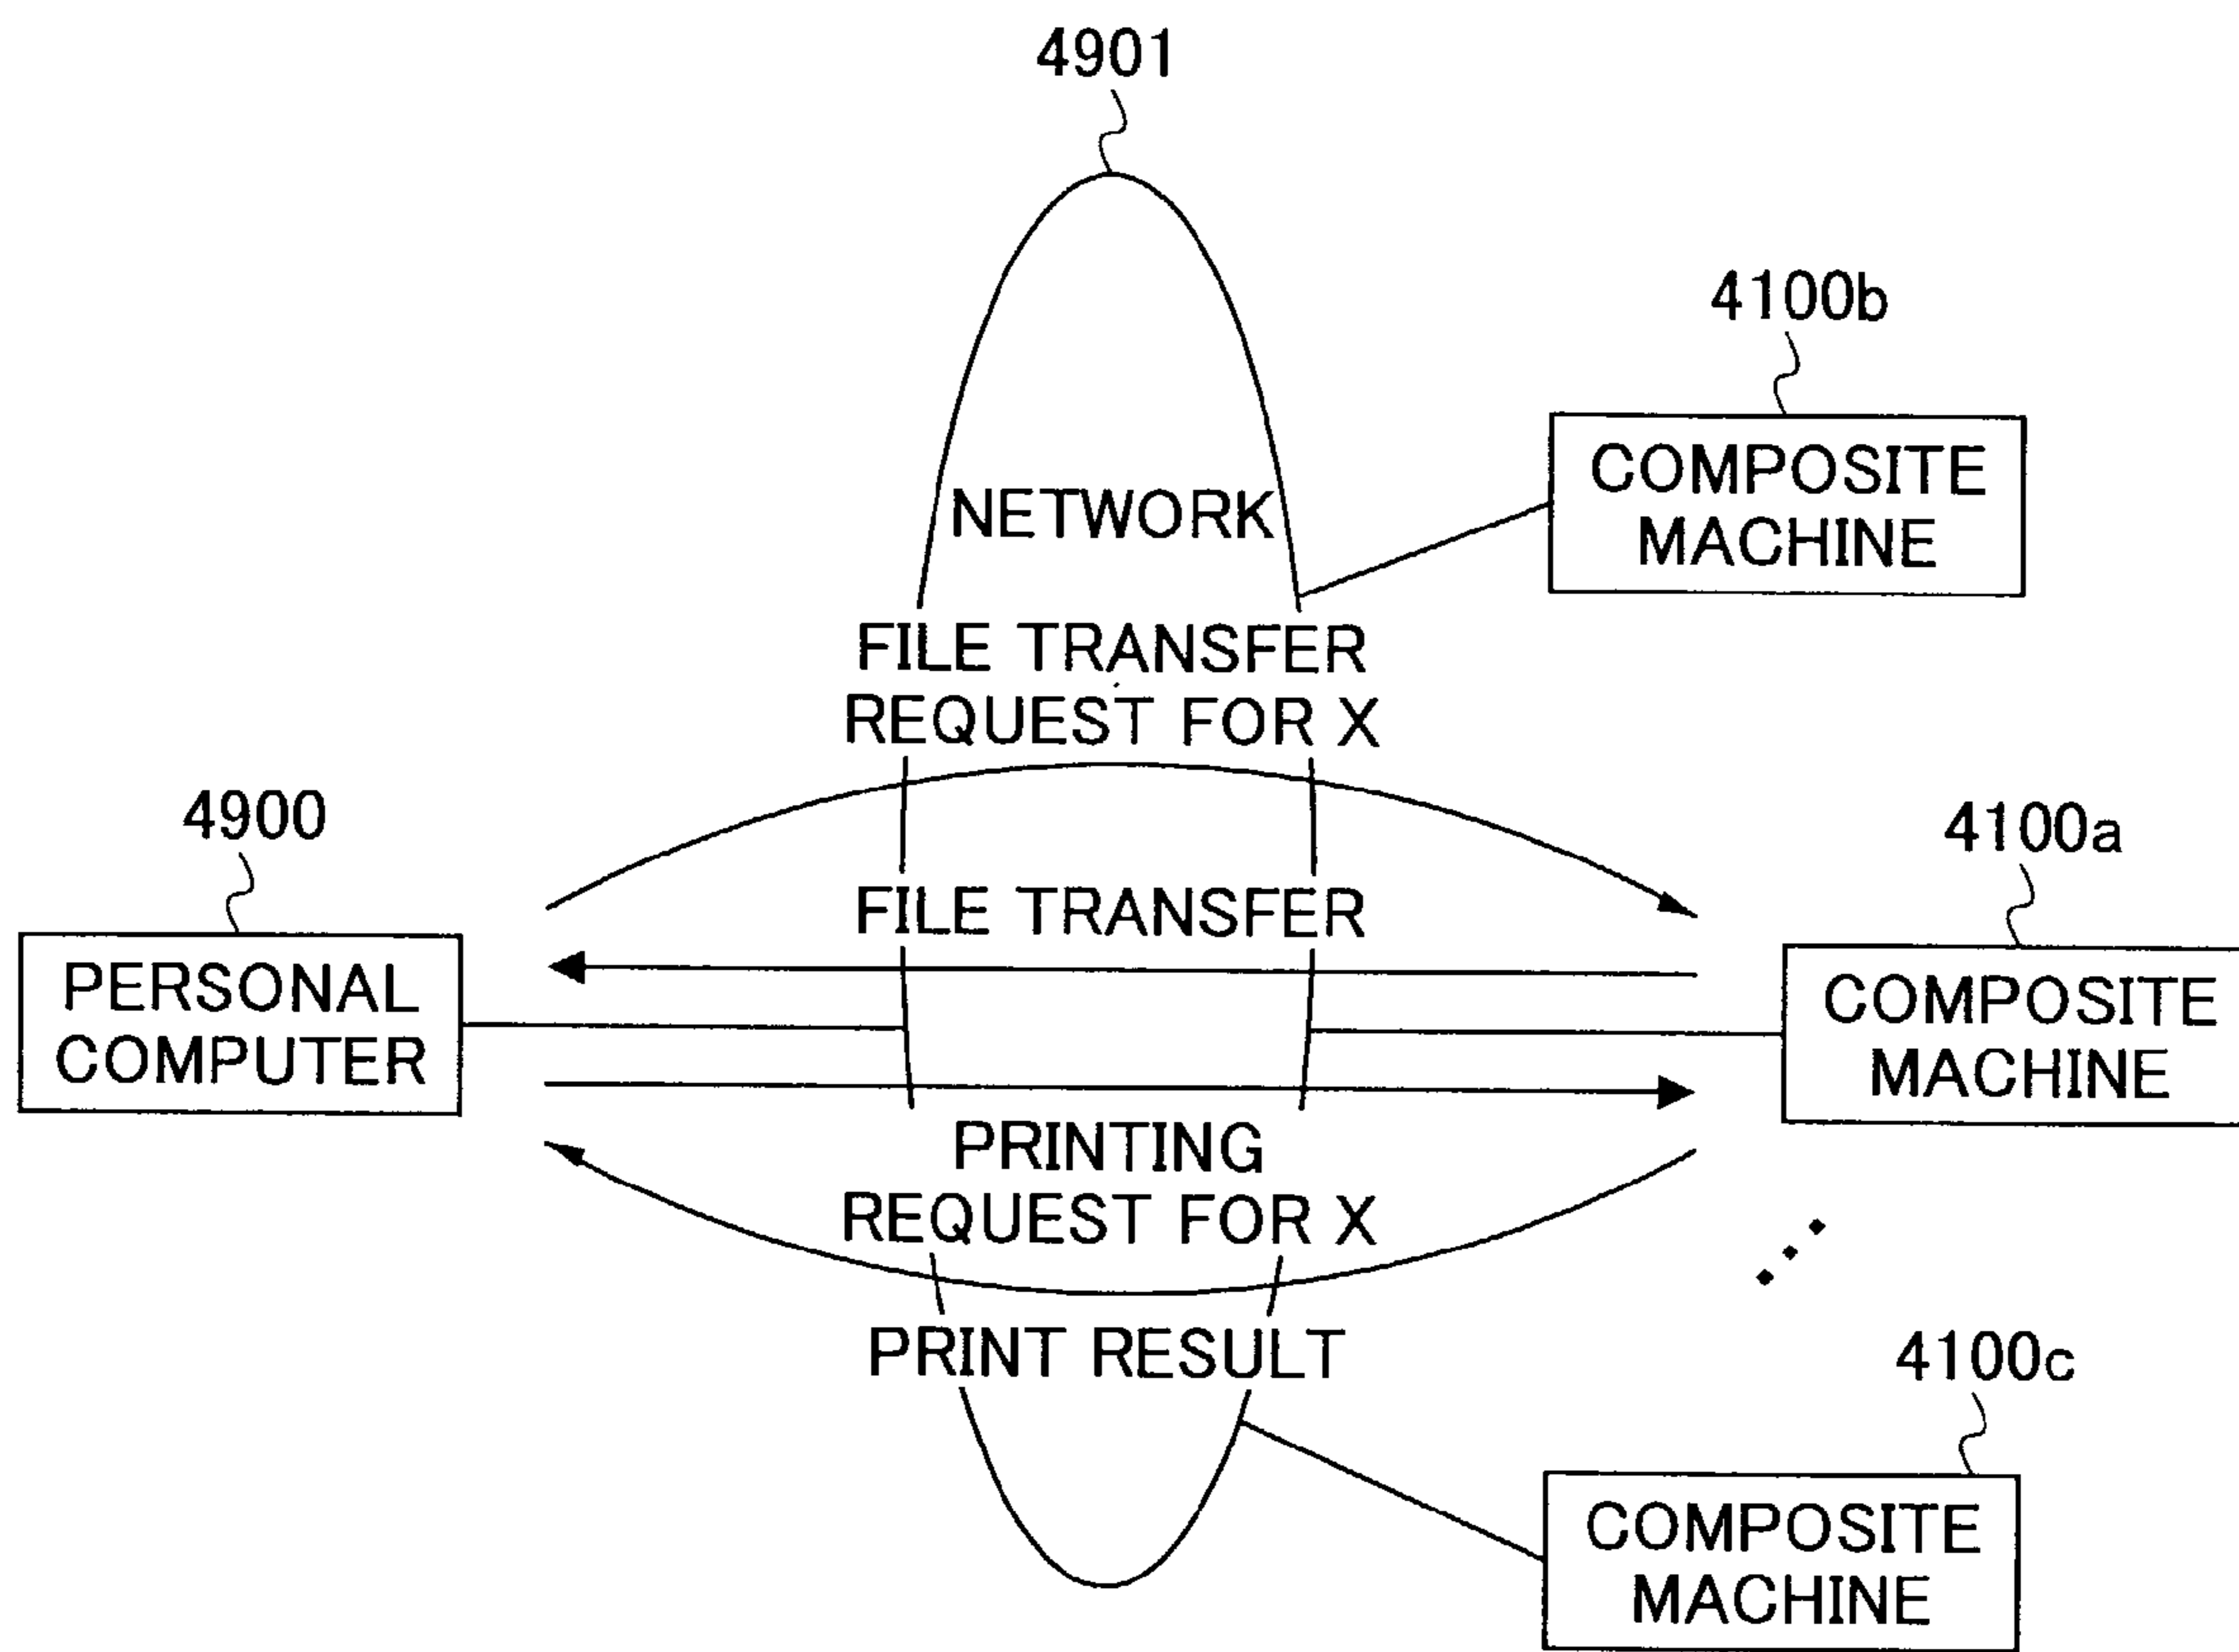 4901
4100b
COMPOSITE
MACHINE
NETWORK
FILE TRANSFER
REQUEST FOR X
4900
4100a
FILE TRANSFER
PERSONAL
COMPUTER
COMPOSITE
MACHINE
PRINTING
REQUEST FOR X
PRINT RESULT
4100c
COMPOSITE
MACHINE